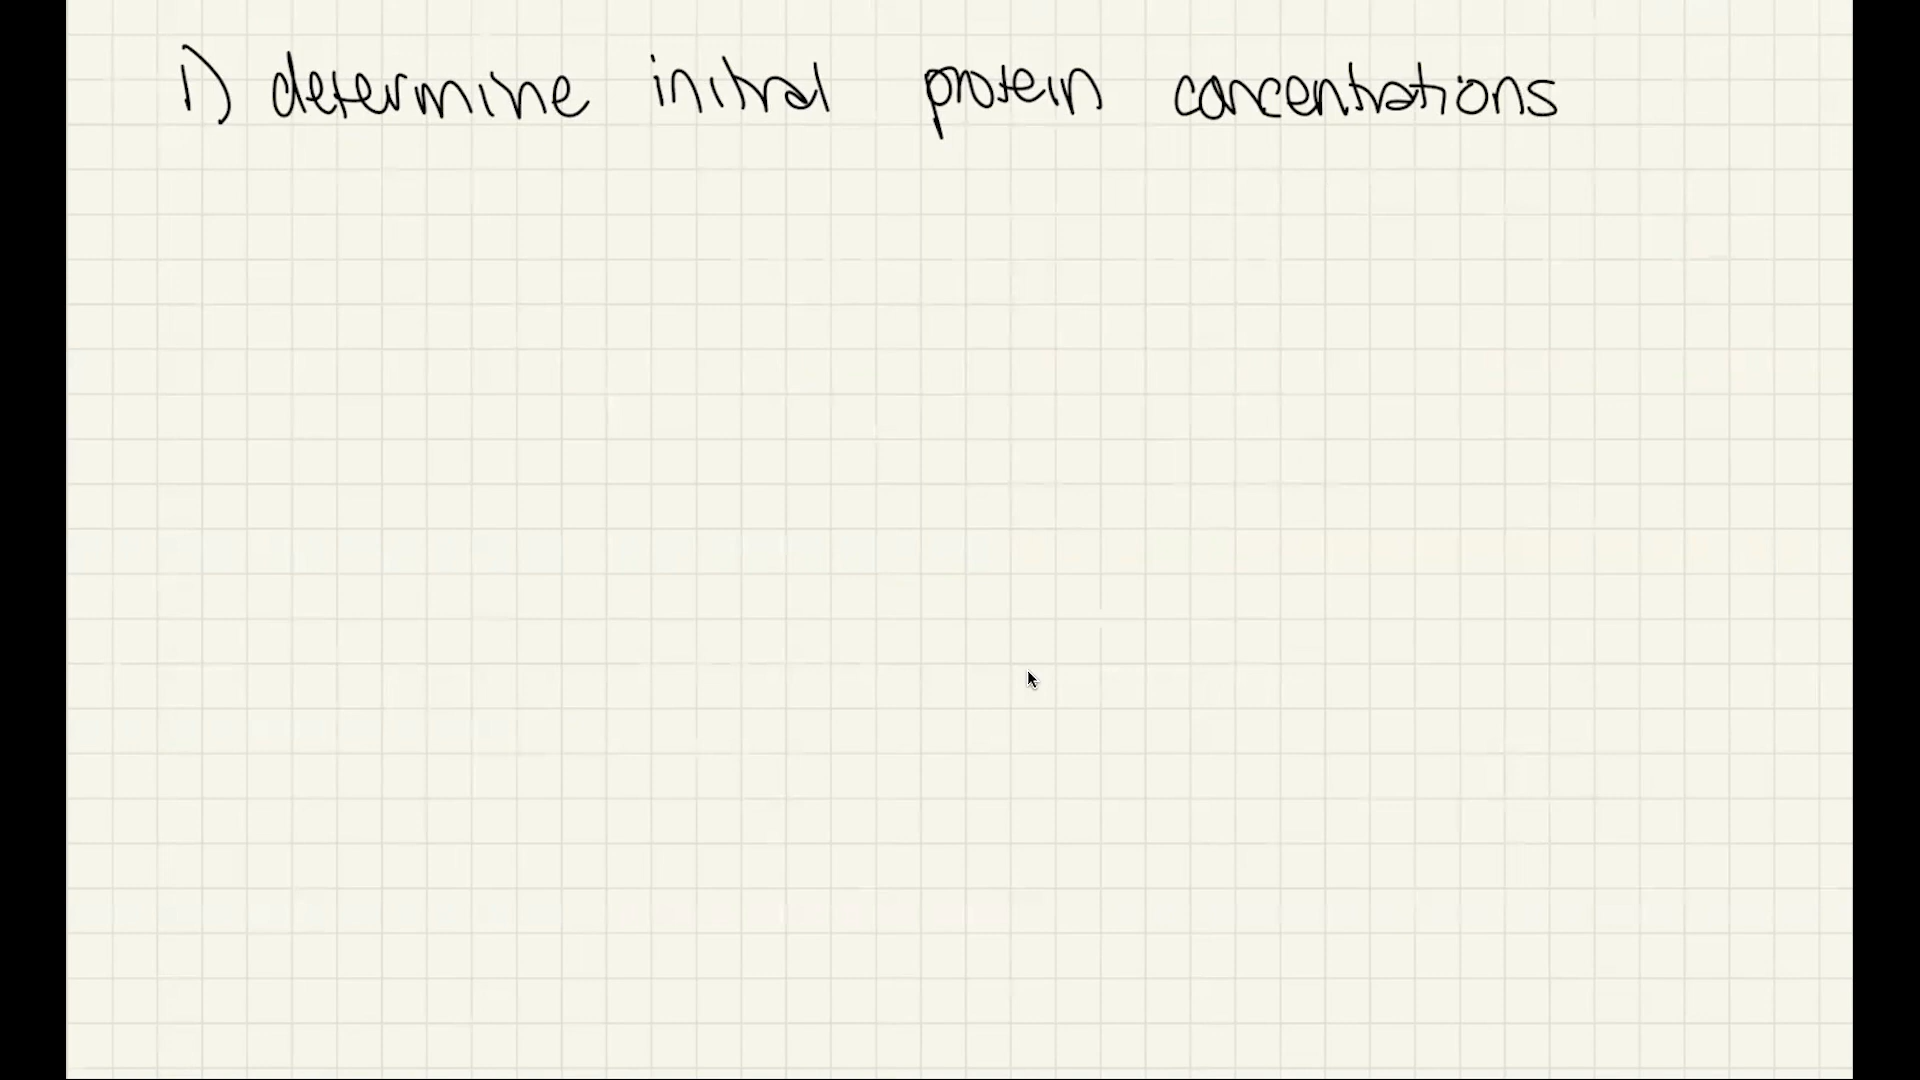 1) determine initial protein concentrations